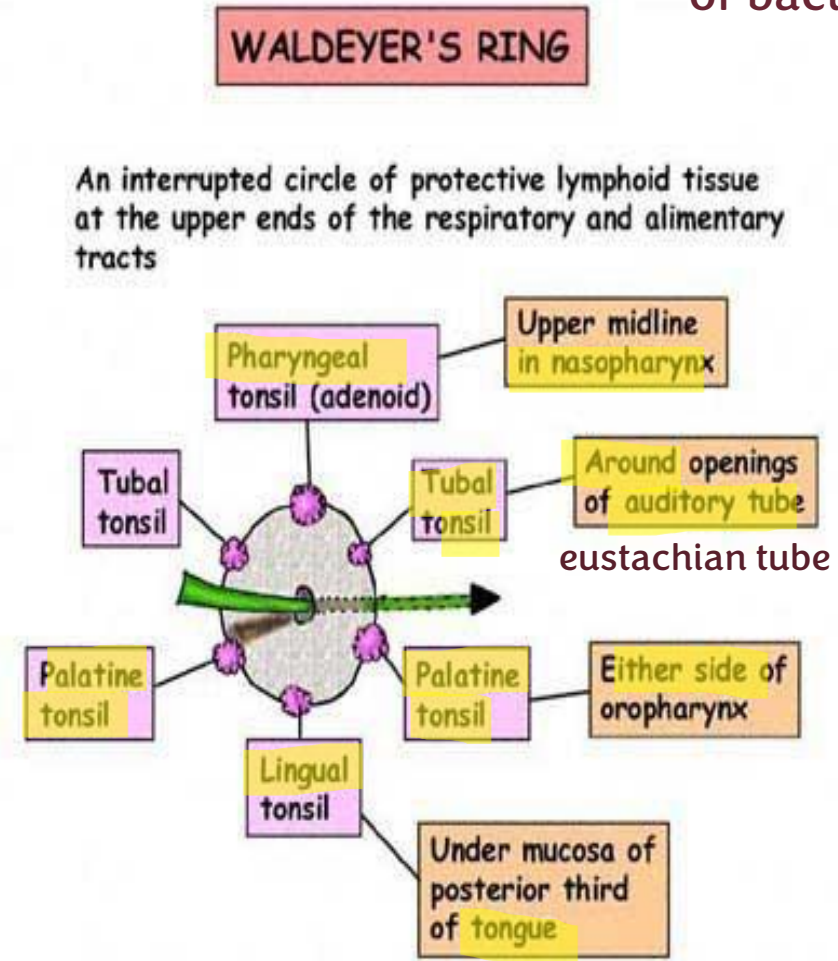 of bact
WALDEYER'S RING
An interrupted circle of protective lymphoid tissue
at the upper ends of the respiratory and alimentary
tracts
Upper midline
in nasopharynx
Pharyngeal
tonsil (adenoid)
Tubal
tonsil
Tubal
tonsil
Around openings
of auditory tube
eustachian tube
Palatine
tonsil
Palatine
tonsil
Either side of
oropharynx
Lingual
tonsil
Under mucosa of
posterior third
of tongue